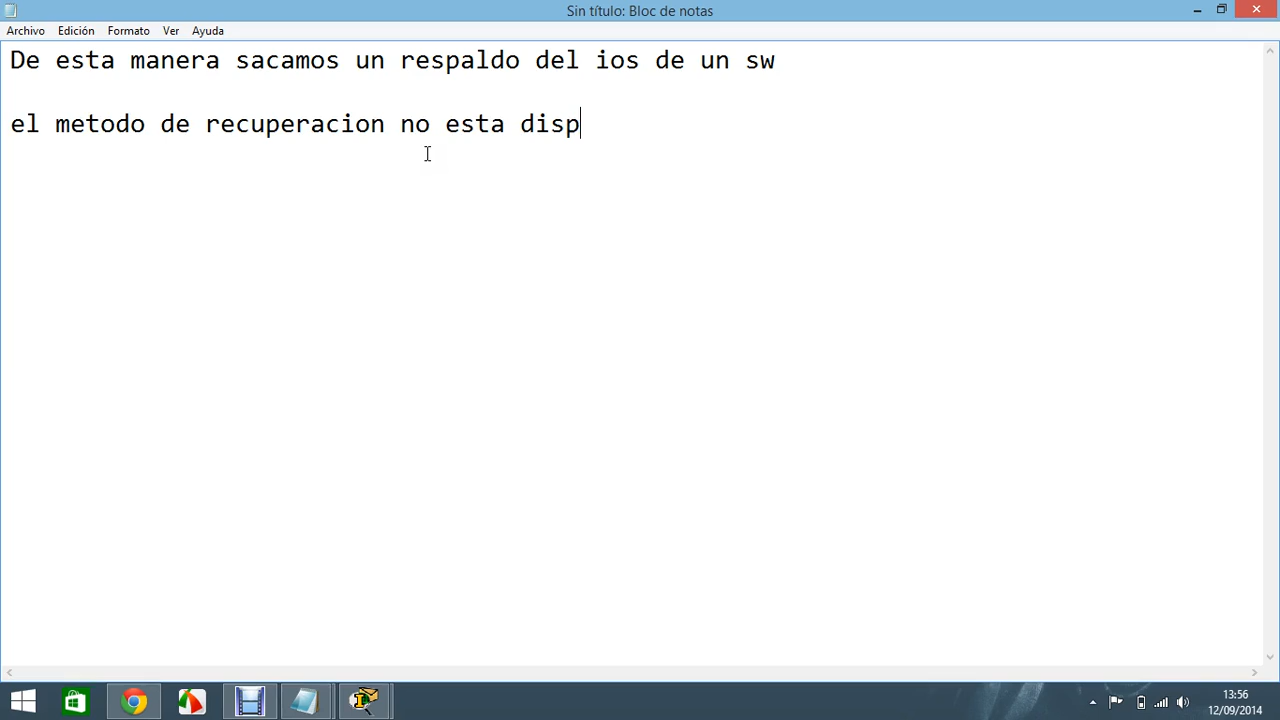 Sin título: Bloc de notas
Archivo Edición Formato Ver Ayuda
De esta manera sacamos un respaldo del ios de un sw
el metodo de recuperacion no esta disp
13:56
12/09/2014